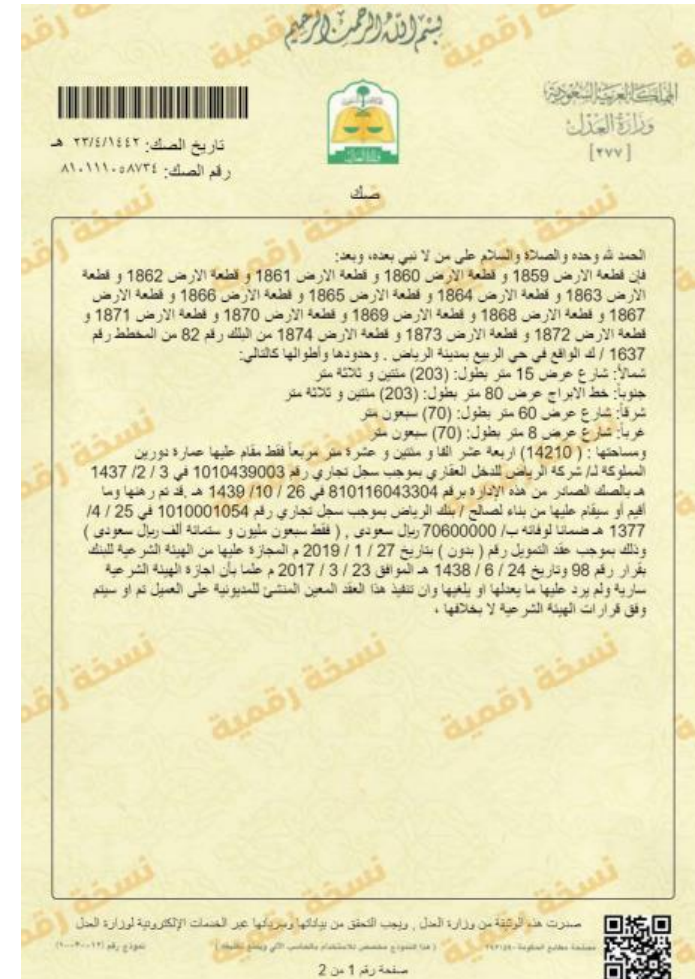 بسم الله الرحمن الرحيم
المملكة العربية السعودية
وزارة العدل
[٢٧٧]
وزارة العدل
تاريخ الصك: ٢٣/٤/١٤٤٢ هـ
رقم الصك: ٨١٠١١١٠٥٨٧٣٤
صك
الحمد لله وحده والصلاة والسلام على من لا نبي بعده، وبعد:
فإن قطعة الارض 1859 و قطعة الارض 1860 و قطعة الارض 1861 و قطعة الارض 1862 و قطعة
الارض 1863 و قطعة الارض 1864 و قطعة الارض 1865 و قطعة الارض 1866 و قطعة الارض
1867 و قطعة الارض 1868 و قطعة الارض 1869 و قطعة الارض 1870 و قطعة الارض 1871 و
قطعة الارض 1872 و قطعة الارض 1873 و قطعة الارض 1874 من البلك رقم 82 من المخطط رقم
1637 / ك الواقع في حي الربيع بمدينة الرياض . وحدودها وأطوالها كالتالي:
شمالاً: شارع عرض 15 متر بطول: (203) مئتين و ثلاثة متر
جنوباً: خط الابراج عرض 80 متر بطول: (203) مئتين و ثلاثة متر
شرقاً: شارع عرض 60 متر بطول: (70) سبعون متر
غرباً: شارع عرض 8 متر بطول: (70) سبعون متر
ومساحتها : ( 14210) اربعة عشر الفا و مئتين و عشرة متر مربعاً فقط مقام عليها عمارة دورين
المملوكة لـ/ شركة الرياض للدخل العقاري بموجب سجل تجاري رقم 1010439003 في 3 / 2/ 1437
هـ بالصك الصادر من هذه الإدارة برقم 810116043304 في 26 / 10/ 1439 هـ .قد تم رهنها وما
أقيم أو سيقام عليها من بناء لصالح / بنك الرياض بموجب سجل تجاري رقم 1010001054 في 25 / 4/
1377 هـ ضمانا لوفائه ب/ 70600000 ريال سعودى , ( فقط سبعون مليون و ستمائة ألف ريال سعودى )
وذلك بموجب عقد التمويل رقم ( بدون ) بتاريخ 27 / 1 / 2019 م المجازة عليها من الهيئة الشرعية للبنك
بقرار رقم 98 وتاريخ 24 / 6 / 1438 هـ الموافق 23 / 3 / 2017 م علما بأن اجازة الهيئة الشرعية
سارية ولم يرد عليها ما يعدلها او يلغيها وان تنفيذ هذا العقد المعين المنشئ للمديونية على العميل تم او سيتم
وفق قرارات الهيئة الشرعية لا بخلافها ،
نسخة رقمية
صدرت هذه الوثيقة من وزارة العدل , ويجب التحقق من بياناتها وسريانها عبر الخدمات الإلكترونية لوزارة العدل
( هذا النموذج مخصص للاستخدام بالحاسب الآلي ويمنع تغليفه )
صفحة رقم 1 من 2